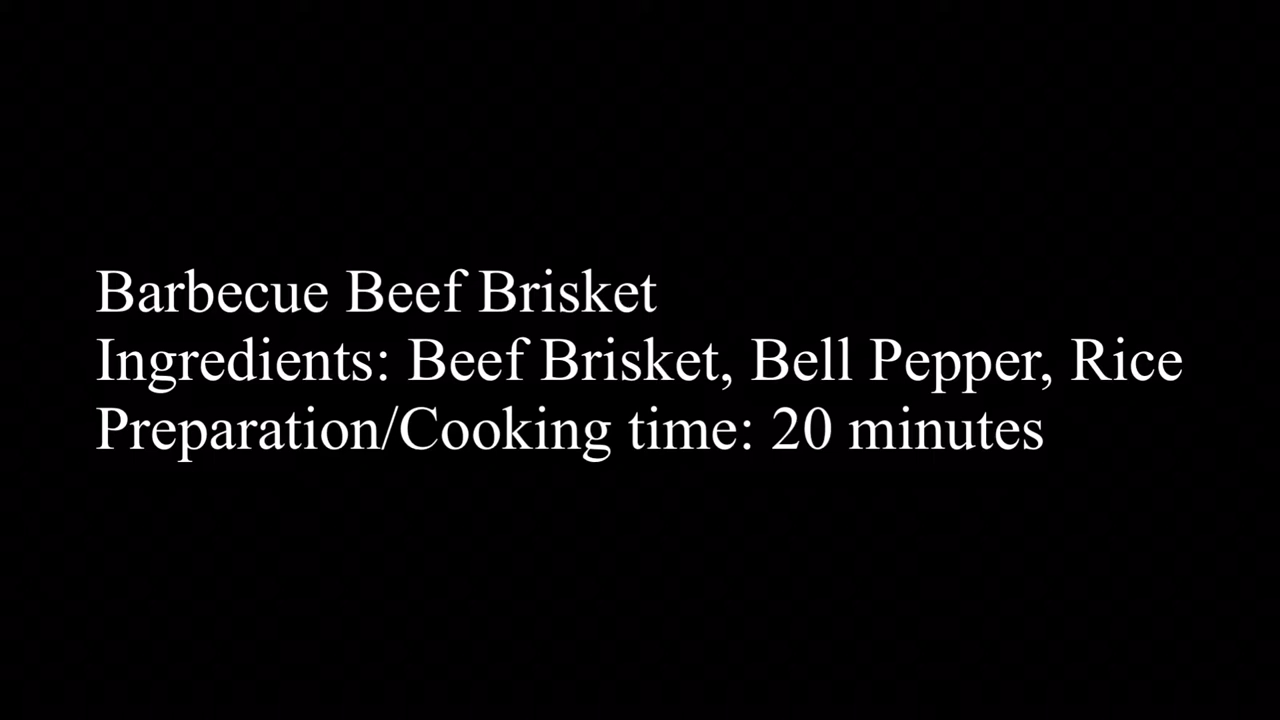 Barbecue Beef Brisket
Ingredients: Beef Brisket, Bell Pepper, Rice
Preparation/Cooking time: 20 minutes